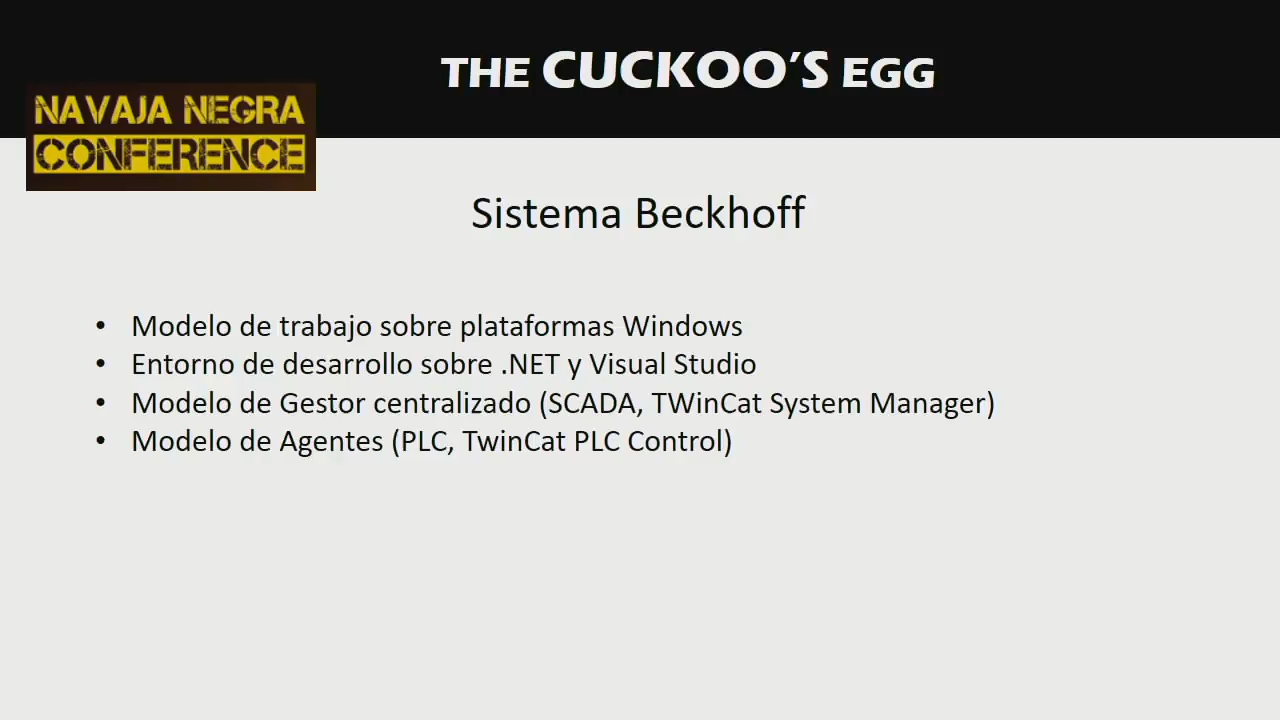 THE CUCKOO'S EGG
NAVAJA NEGRA
CONFERENCE
Sistema Beckhoff
• Modelo de trabajo sobre plataformas Windows
• Entorno de desarrollo sobre .NET y Visual Studio
• Modelo de Gestor centralizado (SCADA, TWinCat System Manager)
• Modelo de Agentes (PLC, TwinCat PLC Control)